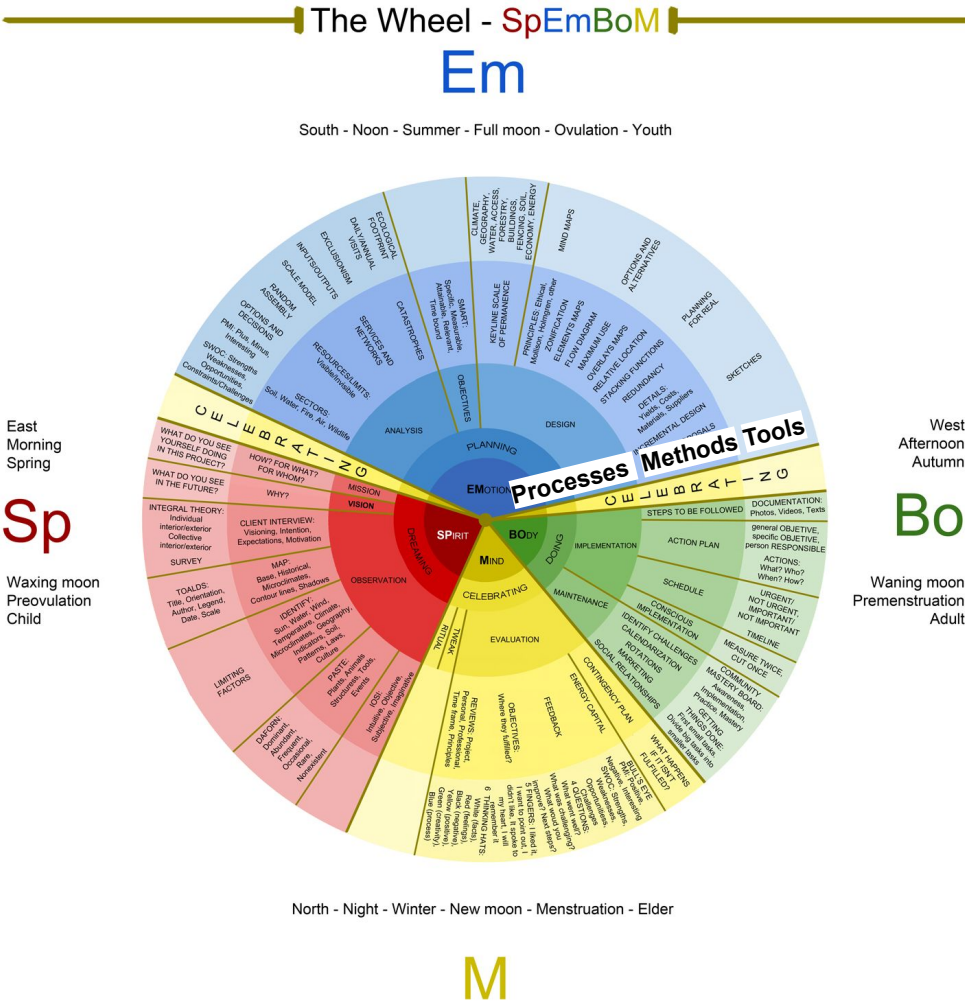 The Wheel - SpEmBoM
Em
South - Noon - Summer - Full moon - Ovulation - Youth
East
Morning
Spring
Sp
Waxing moon
Preovulation
Child
West
Afternoon
Autumn
Bo
Waning moon
Premenstruation
Adult
North - Night - Winter - New moon - Menstruation - Elder
M
Processes Methods Tools
EMOTION
PLANNING
ANALYSIS
OBJECTIVES
DESIGN
SECTORS:
Soil, Water, Fire, Air, Wildlife
RESOURCES/LIMITS:
Visible/Invisible
SERVICES AND
NETWORKS
CATASTROPHES
SMART:
Specific, Measurable,
Attainable, Relevant,
Time bound
KEYLINE SCALE
OF PERMANENCE
PRINCIPLES: Ethical,
Mollison, Holmgren, other
ZONIFICATION
ELEMENTS MAPS
FLOW DIAGRAM
MAXIMUM USE
OVERLAYS MAPS
RELATIVE LOCATION
STACKING FUNCTIONS
REDUNDANCY
DETAILS:
Yields, Costs,
Materials, Suppliers
INCREMENTAL DESIGN
SWOC: Strengths
Weaknesses,
Opportunities,
Constraints/Challenges
PMI: Plus, Minus,
Interesting
OPTIONS AND
DECISIONS
RANDOM
ASSEMBLY
SCALE MODEL
INPUTS/OUTPUTS
EXCLUSIONISM
DAILY/ANNUAL
VISITS
ECOLOGICAL
FOOTPRINT
CLIMATE,
GEOGRAPHY,
WATER, ACCESS,
FORESTRY,
BUILDINGS,
FENCING, SOIL,
ECONOMY, ENERGY
MIND MAPS
OPTIONS AND
ALTERNATIVES
PLANNING
FOR REAL
SKETCHES
CELEBRATING
CELEBRATING
SPIRIT
DREAMING
MISSION
VISION
OBSERVATION
HOW? FOR WHAT?
FOR WHOM?
WHY?
CLIENT INTERVIEW:
Visioning, Intention,
Expectations, Motivation
MAP:
Base, Historical,
Microclimates,
Contour lines, Shadows
IDENTIFY:
Sun, Water, Wind,
Temperature, Climate,
Microclimates, Geography,
Indicators, Soil,
Patterns, Laws,
Culture
PASTE:
Plants, Animals
Structuress, Tools,
Events
IOSI:
Intuitive, Objective,
Subjective, Imaginative
WHAT DO YOU SEE
YOURSELF DOING
IN THIS PROJECT?
WHAT DO YOU SEE
IN THE FUTURE?
INTEGRAL THEORY:
Individual
interior/exterior
Collective
interior/exterior
SURVEY
TOALDS:
Title, Orientation,
Author, Legend,
Date, Scale
LIMITING
FACTORS
DAFORN:
Dominant,
Abundant,
Frequent,
Occasional,
Rare,
Nonexistent
BODY
DOING
IMPLEMENTATION
MAINTENANCE
STEPS TO BE FOLLOWED
ACTION PLAN
SCHEDULE
CONSCIOUS
IMPLEMENTATION
IDENTIFY CHALLENGES
CALENDARIZATION
ROTATIONS
MARKETING
SOCIAL RELATIONSHIPS
DOCUMENTATION:
Photos, Videos, Texts
general OBJETIVE,
specific OBJETIVE,
person RESPONSIBLE
ACTIONS:
What? Who?
When? How?
URGENT/
NOT URGENT,
IMPORTANT/
NOT IMPORTANT
TIMELINE
MEASURE TWICE,
CUT ONCE
COMMUNITY
MASTERY BOARD:
Awareness,
Implementation,
Practice, Mastery
GETTING
THINGS DONE:
First small tasks,
Divide big tasks into
smaller tasks
MIND
CELEBRATING
RITUAL
TWEAK
EVALUATION
REVIEWS: Project,
Personal, Professional,
Time frame, Principles
OBJECTIVES:
Where they fulfilled?
FEEDBACK
ENERGY CAPITAL
CONTINGENCY PLAN
WHAT HAPPENS
IF IT ISN'T
FULFILLED?
BULL'S EYE
PMI: Positive,
Negative, Interesting
SWOC: Strengths,
Weaknesses,
Opportunities,
Challenges
4 QUESTIONS:
What went well?
What was challenging?
What woud you
improve? Next steps?
5 FINGERS: I liked it,
I want to point out, I
didn't like, It spoke to
my heart, I will
remember it
6 THINKING HATS:
White (facts),
Red (feelings),
Black (negative),
Yellow (positive),
Green (creativity),
Blue (process)